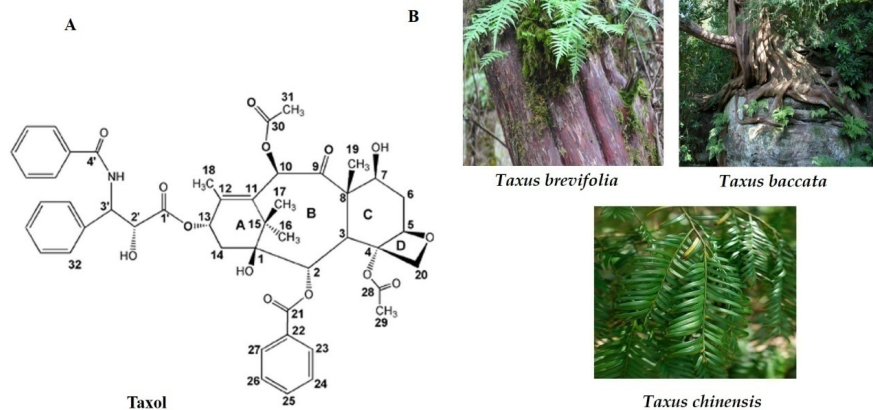 A
B
O
31
CH₃
30
O
O
4'
NH
18
H₃C
12
11
10
9
O
19
CH₃
OH
7
17
CH₃
8
6
B
C
3'
2'
O
1'
O
13
A
15
16
CH₃
3
5
D
O
HO
32
14
HO
1
2
4
20
O
28
O
O
O
21
CH₃
29
22
27
23
26
24
25
Taxol
Taxus brevifolia
Taxus baccata
Taxus chinensis